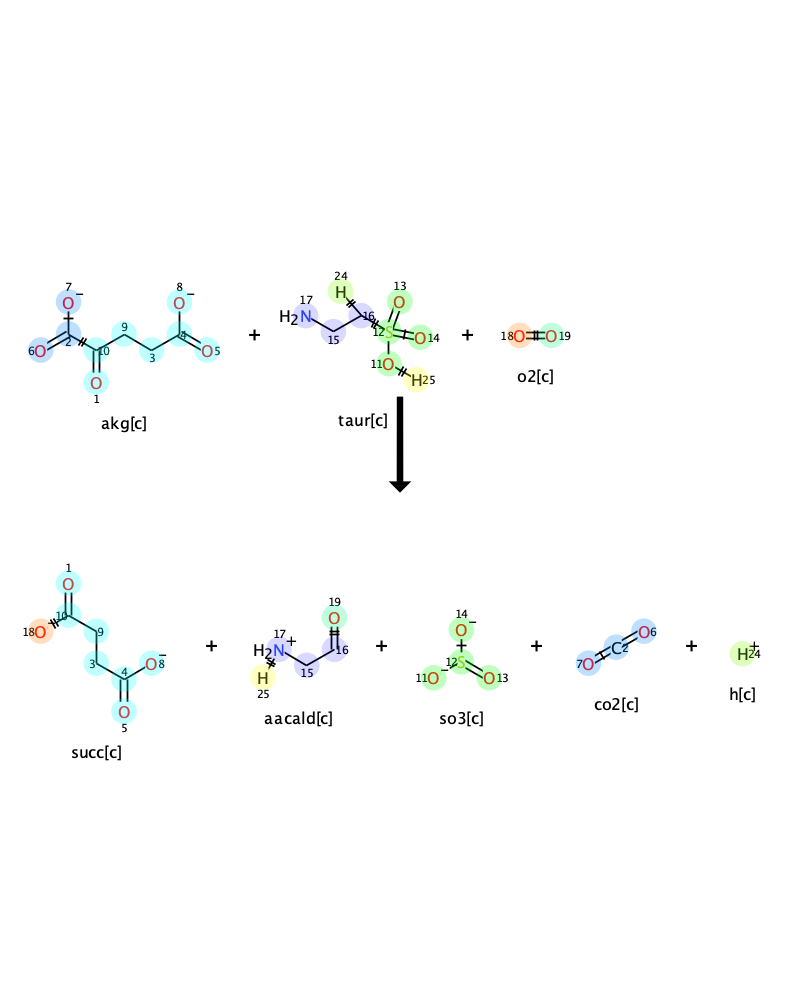 7 O − 8 O −
6 O 2 10 9 3 4 O 5
O 1
akg[c]
+
24 H 13 O
17 H2N 15 16 12 S O 14
11 O H 25
taur[c]
+
18 O O 19
o2[c]
1 O
18 O − 10 9 3 4 O − 8
O 5
succ[c]
+
17 H2N + 15 16 O 19
H 25
aacald[c]
+
14 O −
11 O − 12 S O 13
so3[c]
+
7 O C 2 O 6
co2[c]
+
H + 24
h[c]